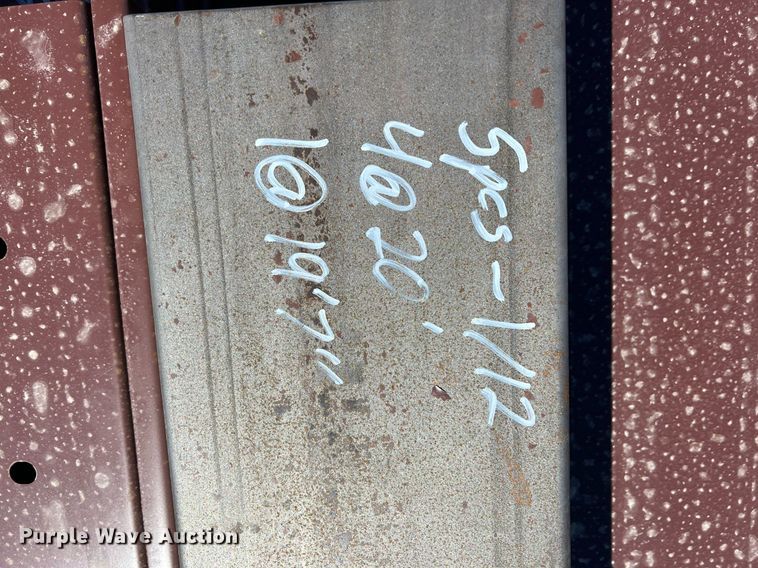 5pcs - 1/12
4@20'
1@19'7"
Purple Wave Auction